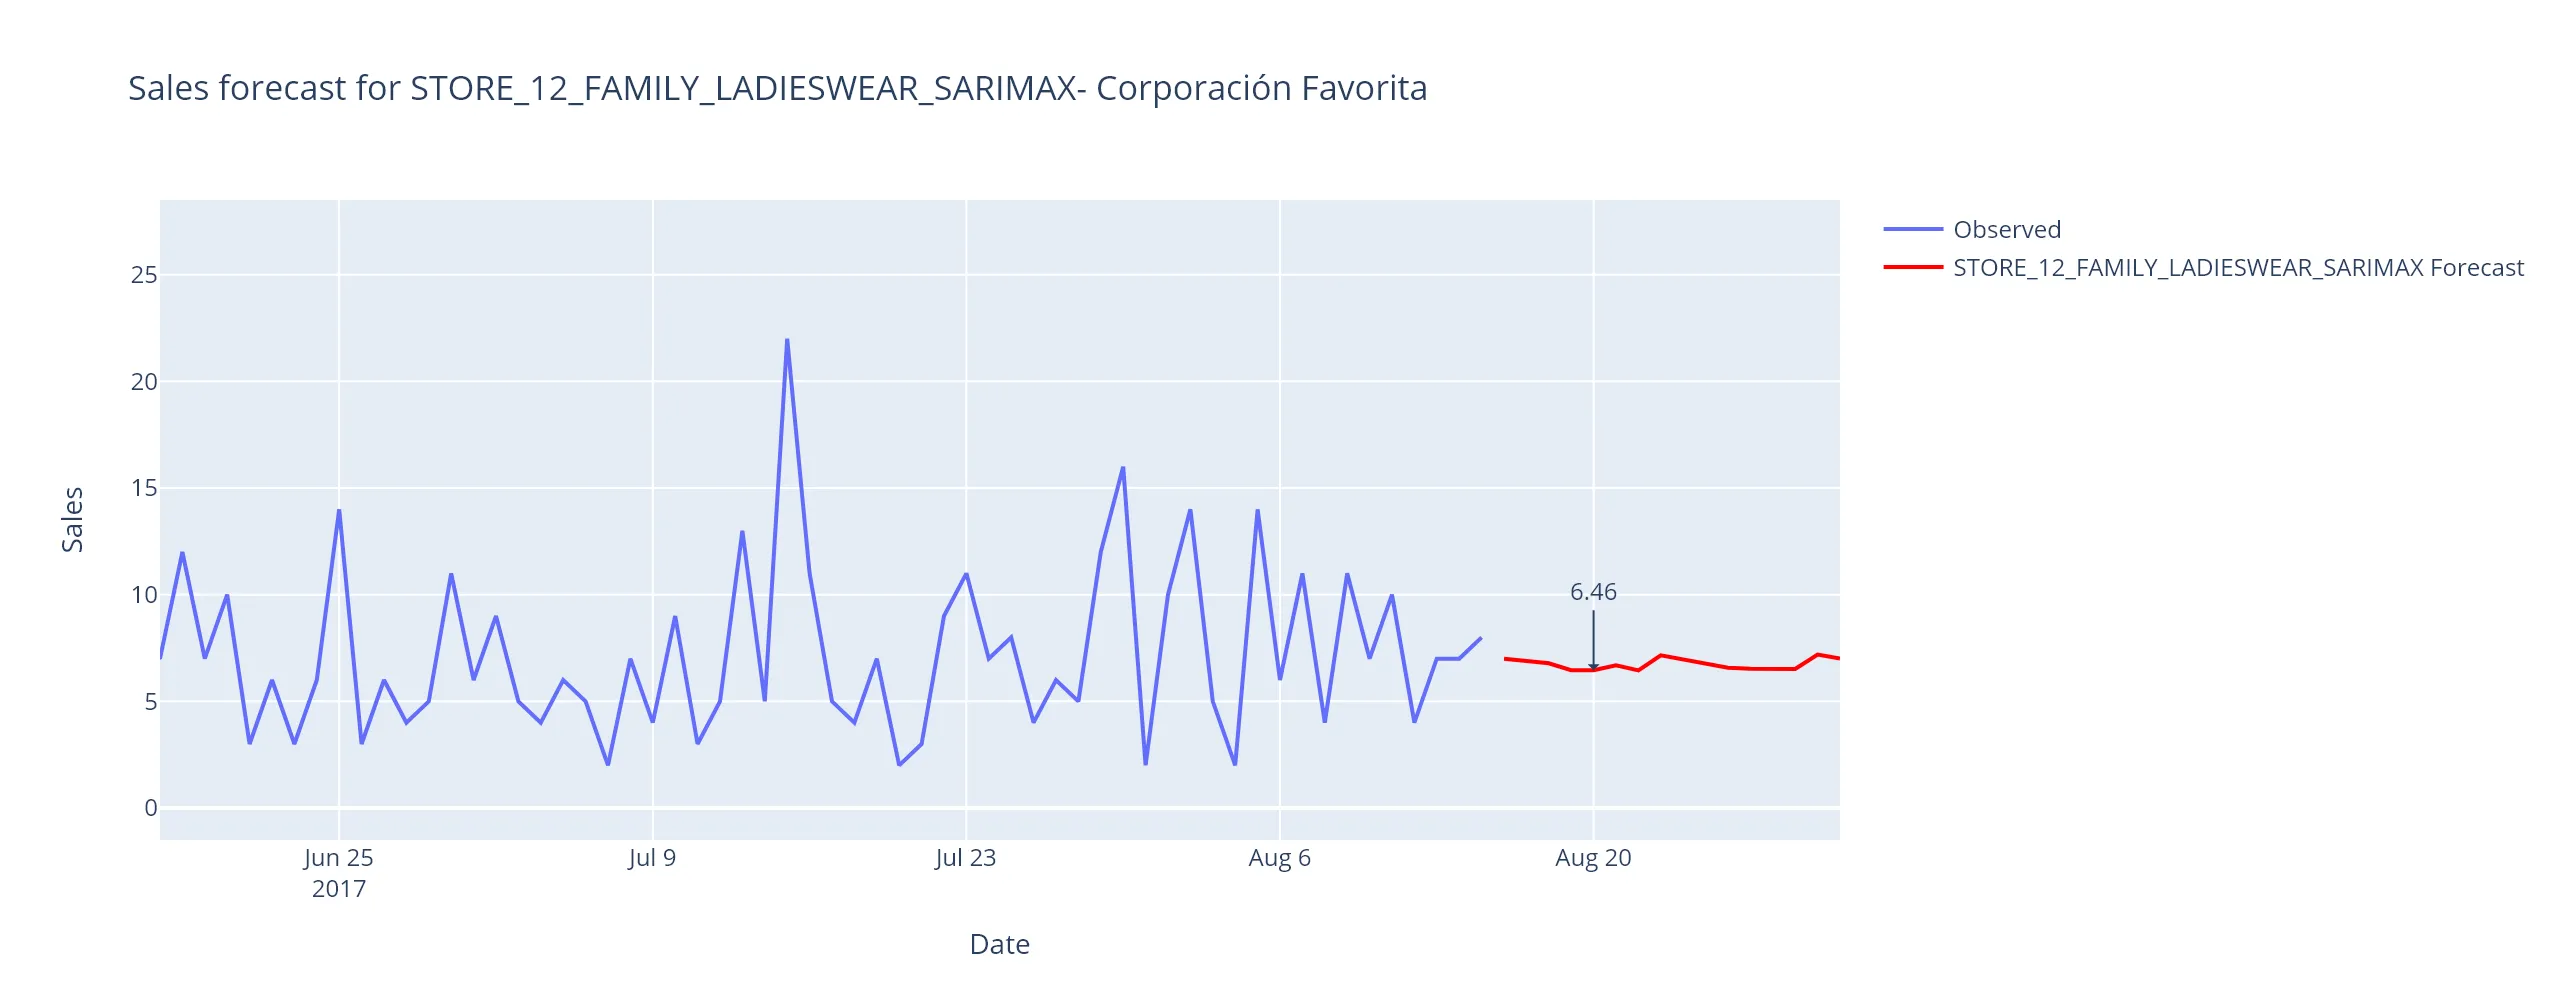 Sales forecast for STORE_12_FAMILY_LADIESWEAR_SARIMAX- Corporación Favorita
Observed
STORE_12_FAMILY_LADIESWEAR_SARIMAX Forecast
25
20
15
10
5
0
Sales
6.46
Jun 25
2017
Jul 9
Jul 23
Aug 6
Aug 20
Date